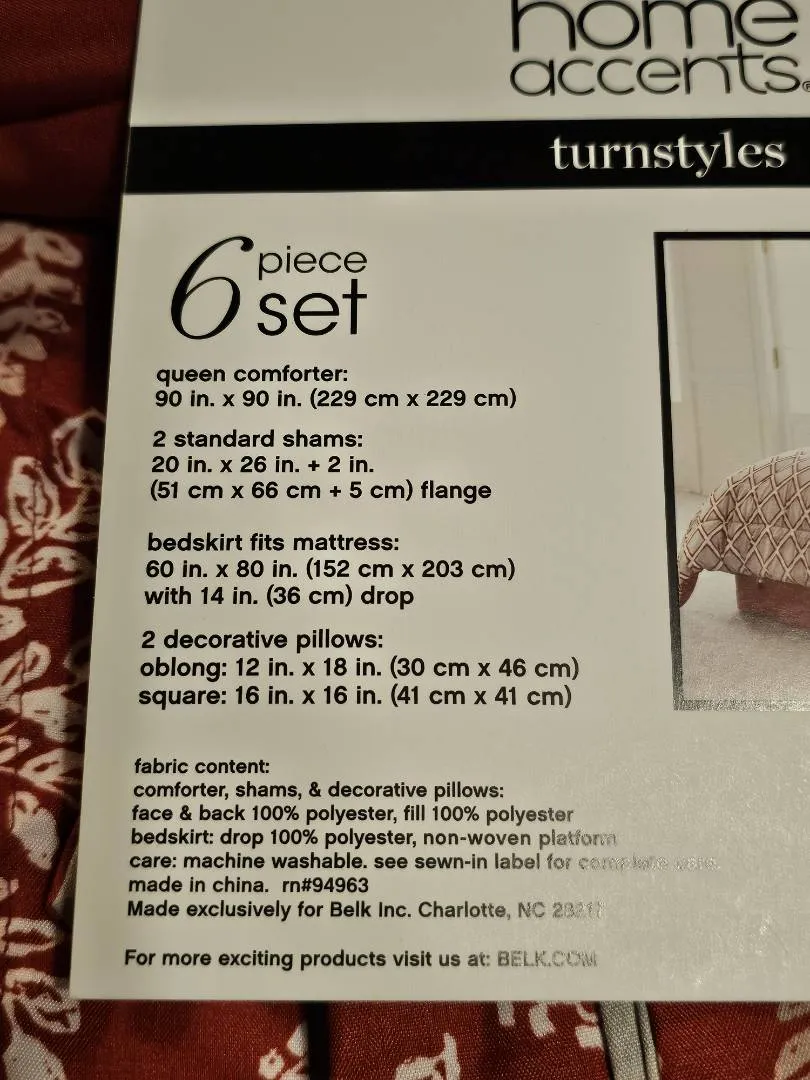 home
accents®
turnstyles
6 piece
set
queen comforter:
90 in. x 90 in. (229 cm x 229 cm)
2 standard shams:
20 in. x 26 in. + 2 in.
(51 cm x 66 cm + 5 cm) flange
bedskirt fits mattress:
60 in. x 80 in. (152 cm x 203 cm)
with 14 in. (36 cm) drop
2 decorative pillows:
oblong: 12 in. x 18 in. (30 cm x 46 cm)
square: 16 in. x 16 in. (41 cm x 41 cm)
fabric content:
comforter, shams, & decorative pillows:
face & back 100% polyester, fill 100% polyester
bedskirt: drop 100% polyester, non-woven platform
care: machine washable. see sewn-in label for complete care.
made in china. rn#94963
Made exclusively for Belk Inc. Charlotte, NC
For more exciting products visit us at: BELK.COM